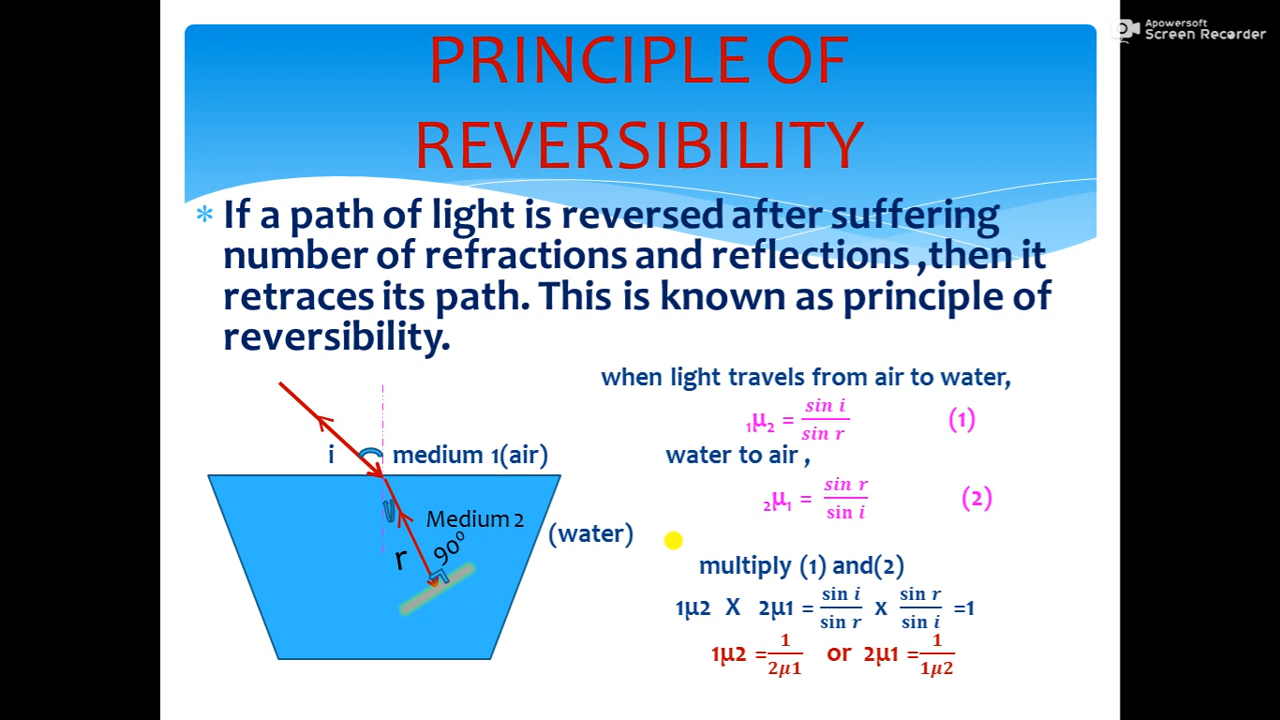 Apowersoft
Screen Recorder
PRINCIPLE OF
REVERSIBILITY
* If a path of light is reversed after suffering
number of refractions and reflections ,then it
retraces its path. This is known as principle of
reversibility.
when light travels from air to water,
₁μ₂ = sin i / sin r (1)
i medium 1(air)
water to air ,
₂μ₁ = sin r / sin i (2)
Medium 2
(water)
r 90⁰
multiply (1) and(2)
1μ2 X 2μ1 = sin i / sin r x sin r / sin i =1
1μ2 = 1 / 2μ1 or 2μ1 = 1 / 1μ2